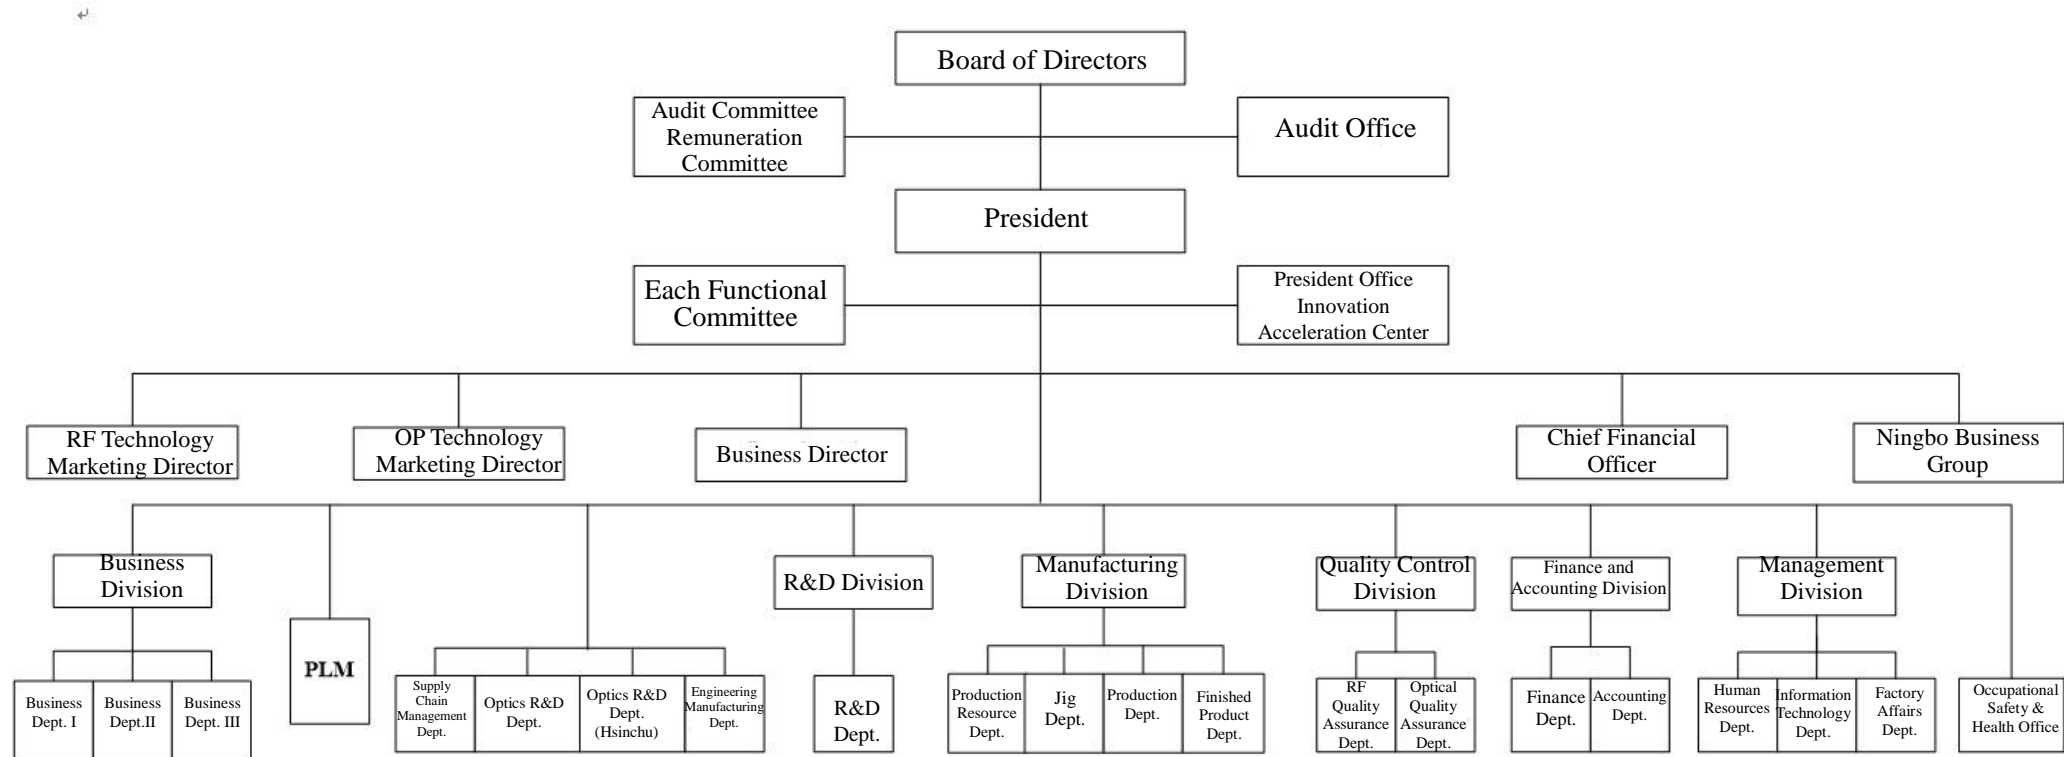 Board of Directors
Audit Committee
Remuneration
Committee
Audit Office
President
Each Functional
Committee
President Office
Innovation
Acceleration Center
RF Technology
Marketing Director
OP Technology
Marketing Director
Business Director
Chief Financial
Officer
Ningbo Business
Group
Business
Division
PLM
R&D Division
Manufacturing
Division
Quality Control
Division
Finance and
Accounting Division
Management
Division
Business
Dept. I
Business
Dept.II
Business
Dept. III
Supply
Chain
Management
Dept.
Optics R&D
Dept.
Optics R&D
Dept.
(Hsinchu)
Engineering
Manufacturing
Dept.
R&D
Dept.
Production
Resource
Dept.
Jig
Dept.
Production
Dept.
Finished
Product
Dept.
RF
Quality
Assurance
Dept.
Optical
Quality
Assurance
Dept.
Finance
Dept.
Accounting
Dept.
Human
Resources
Dept.
Information
Technology
Dept.
Factory
Affairs
Dept.
Occupational
Safety &
Health Office